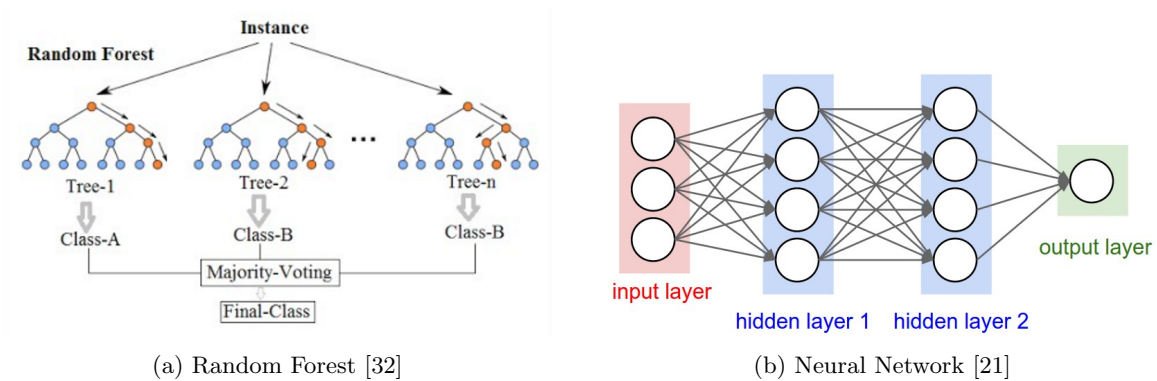 Instance
Random Forest
...
Tree-1
Tree-2
Tree-n
Class-A
Class-B
Class-B
Majority-Voting
Final-Class
(a) Random Forest [32]
input layer
hidden layer 1
hidden layer 2
output layer
(b) Neural Network [21]